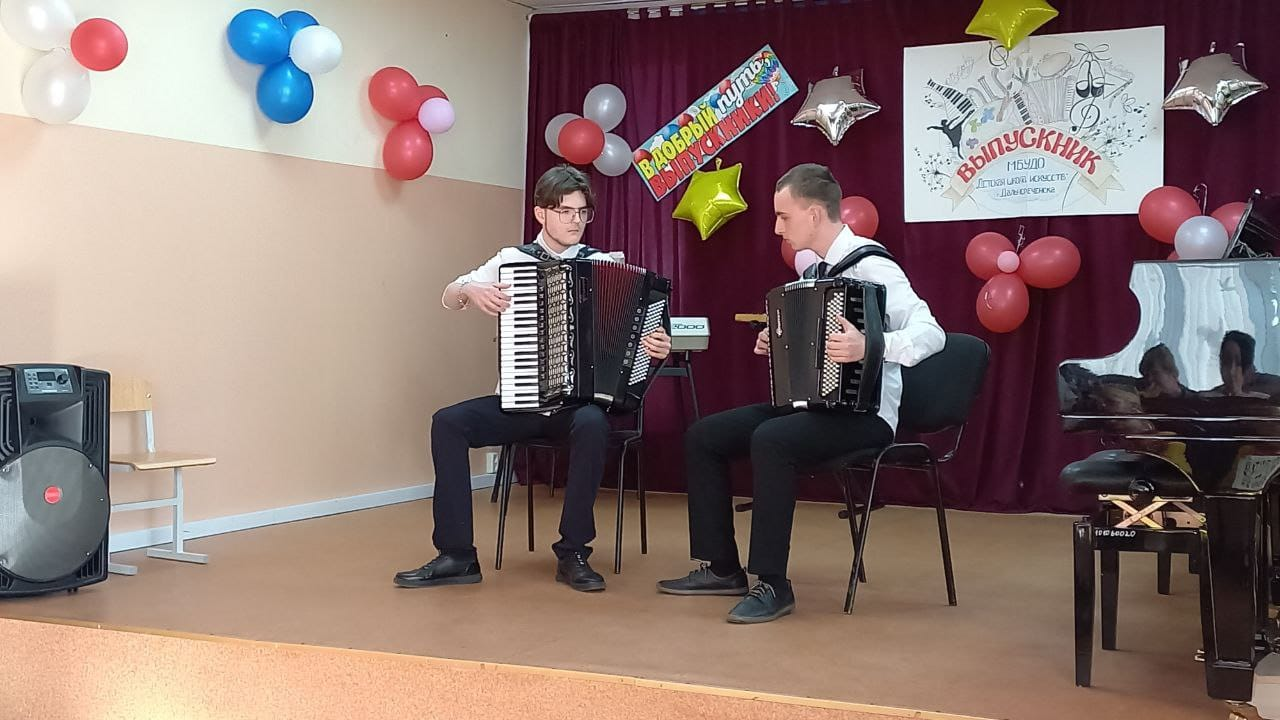 В ДОБРЫЙ ПУТЬ,
ВЫПУСКНИКИ!
ВЫПУСКНИК
МБУДО
"Детская школа искусств"
г. Дальнереченска